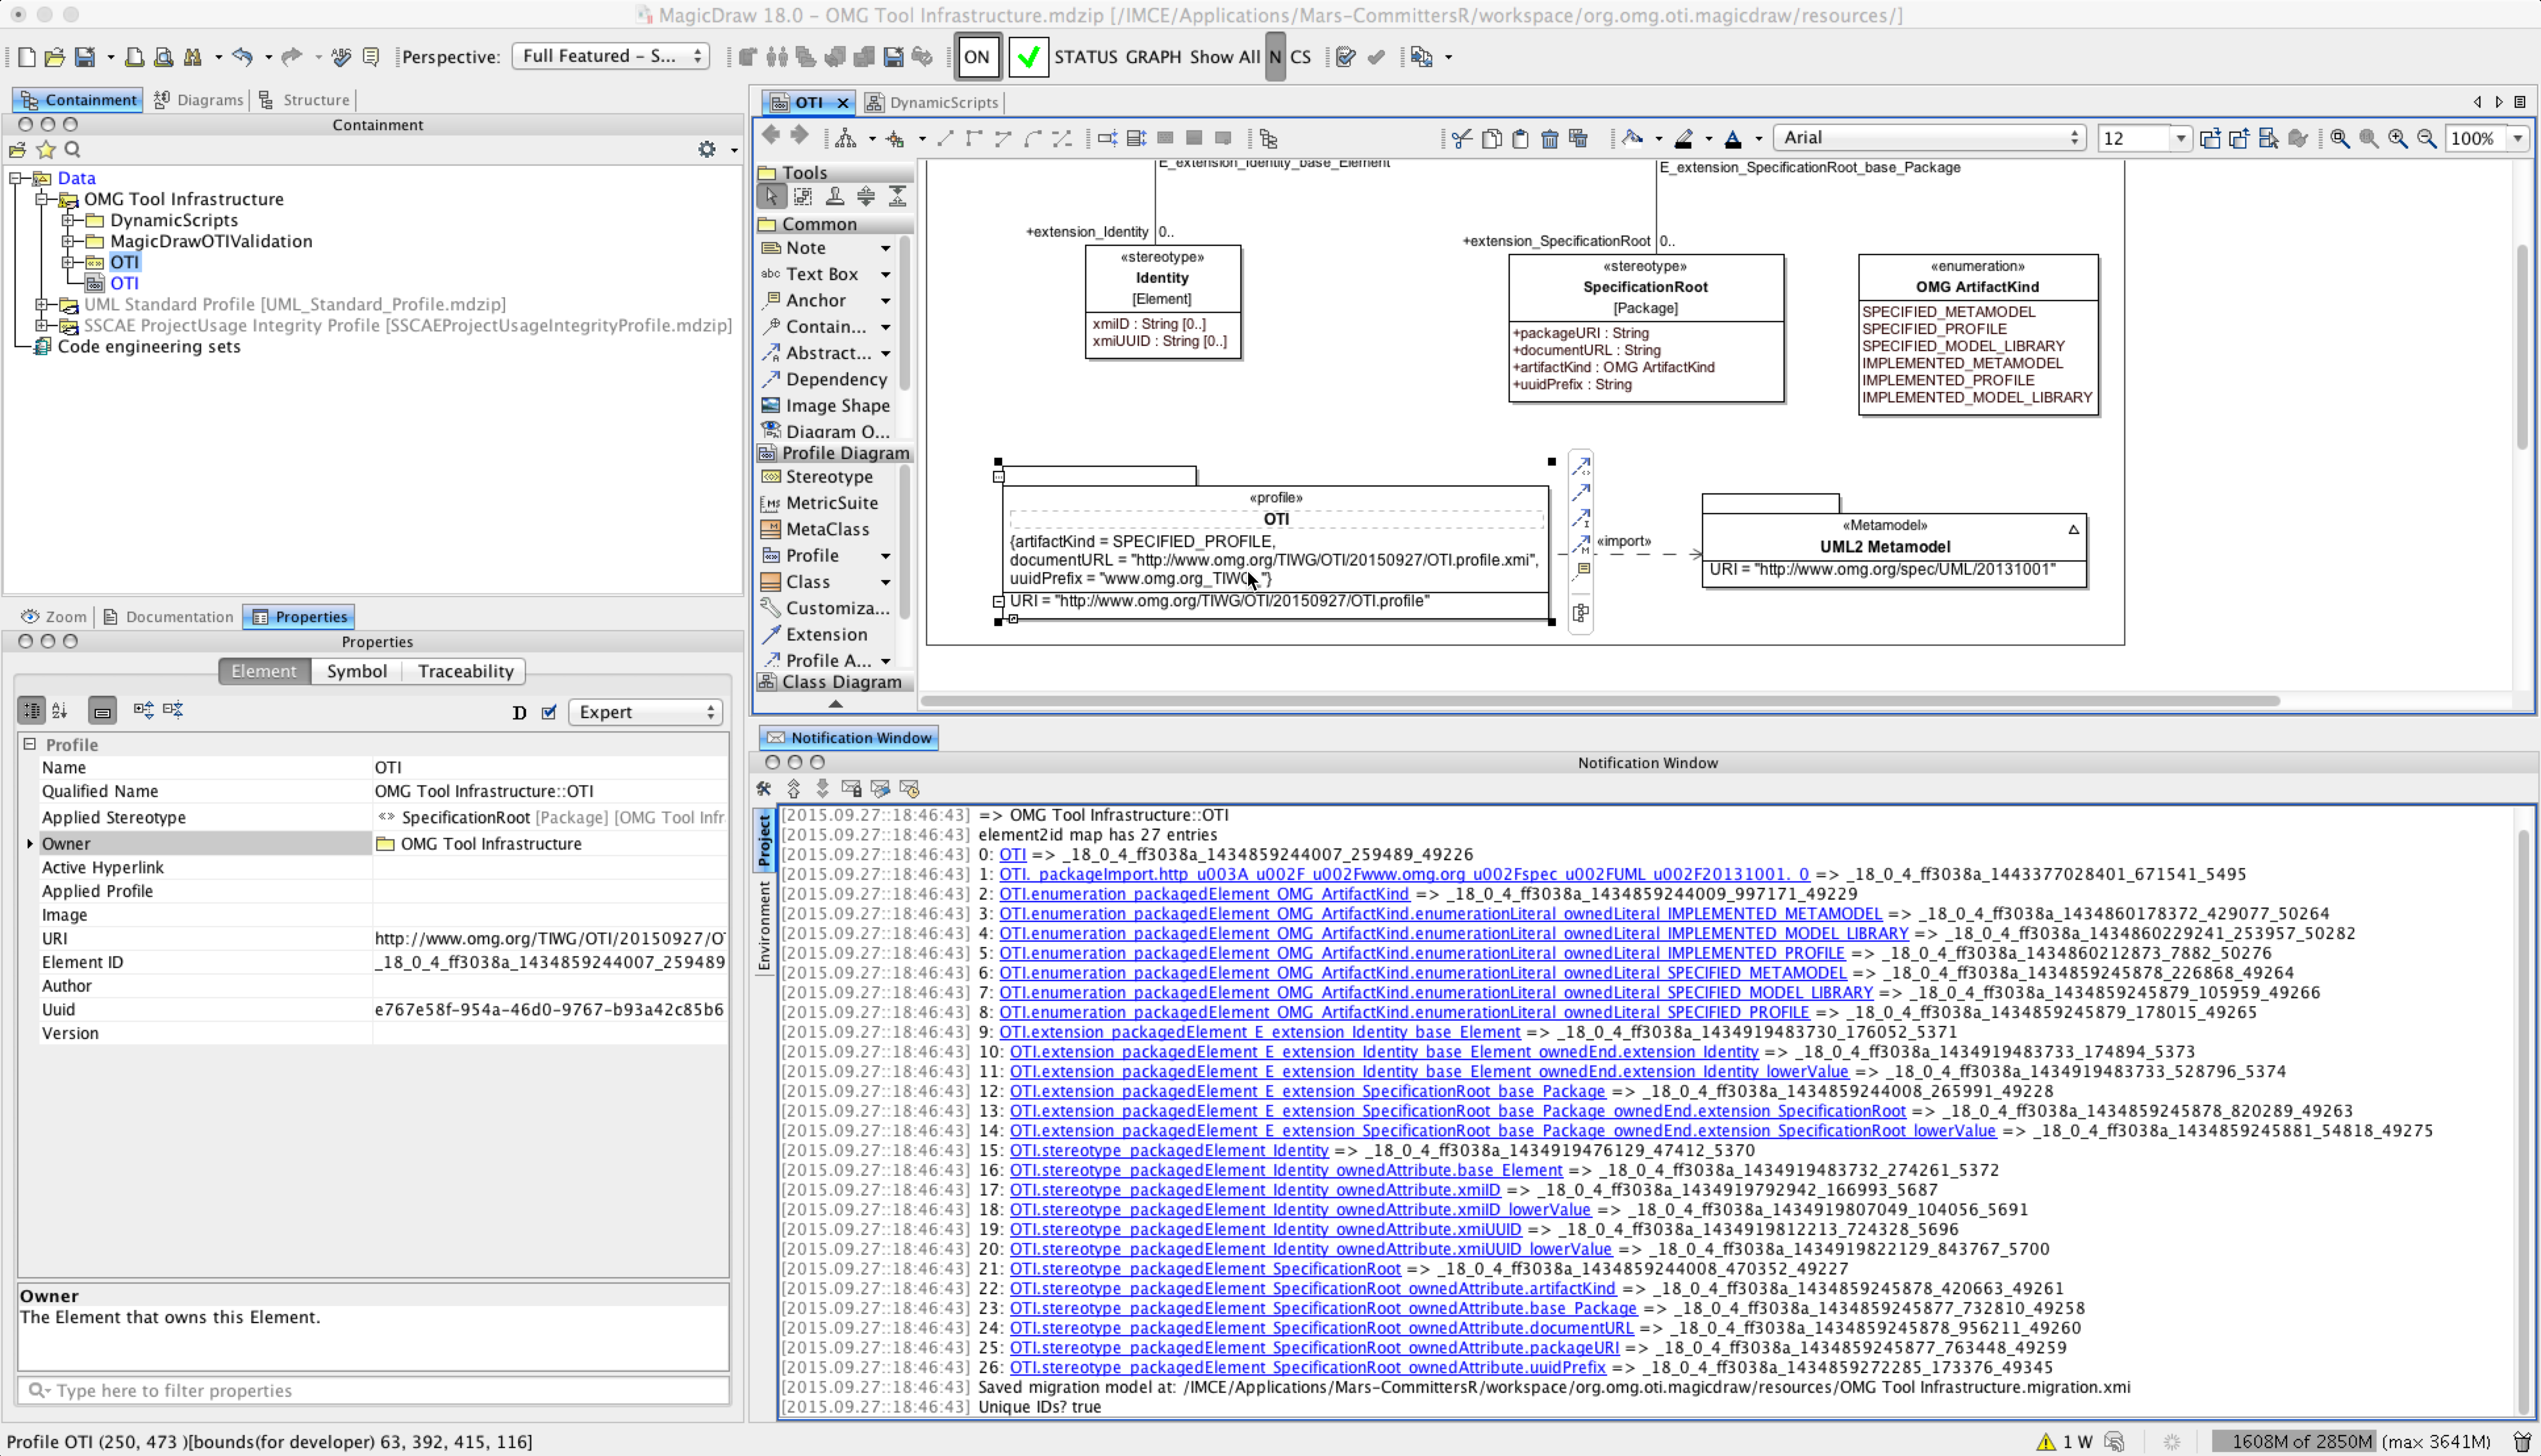 MagicDraw 18.0 – OMG Tool Infrastructure.mdzip [/IMCE/Applications/Mars-CommittersR/workspace/org.omg.oti.magicdraw/resources/]
Perspective: Full Featured – S... ON STATUS GRAPH Show All N CS
Containment Diagrams Structure
Containment
Data
OMG Tool Infrastructure
DynamicScripts
MagicDrawOTIValidation
OTI
OTI
UML Standard Profile [UML_Standard_Profile.mdzip]
SSCAE ProjectUsage Integrity Profile [SSCAEProjectUsageIntegrityProfile.mdzip]
Code engineering sets
Zoom Documentation Properties
Properties
Element Symbol Traceability
D Expert
Profile
Name OTI
Qualified Name OMG Tool Infrastructure::OTI
Applied Stereotype «» SpecificationRoot [Package] [OMG Tool Infr
Owner OMG Tool Infrastructure
Active Hyperlink
Applied Profile
Image
URI http://www.omg.org/TIWG/OTI/20150927/O
Element ID _18_0_4_ff3038a_1434859244007_259489
Author
Uuid e767e58f-954a-46d0-9767-b93a42c85b6
Version
Owner
The Element that owns this Element.
Type here to filter properties
Profile OTI (250, 473 )[bounds(for developer) 63, 392, 415, 116]
OTI DynamicScripts
Arial 12 100%
Tools
Common
Note
abc Text Box
Anchor
Contain...
Abstract...
Dependency
Image Shape
Diagram O...
Profile Diagram
Stereotype
MetricSuite
MetaClass
Profile
Class
Customiza...
Extension
Profile A...
Class Diagram
E_extension_Identity_base_Element
E_extension_SpecificationRoot_base_Package
+extension_Identity 0..
+extension_SpecificationRoot 0..
«stereotype»
Identity
[Element]
xmiID : String [0..]
xmiUUID : String [0..]
«stereotype»
SpecificationRoot
[Package]
+packageURI : String
+documentURL : String
+artifactKind : OMG ArtifactKind
+uuidPrefix : String
«enumeration»
OMG ArtifactKind
SPECIFIED_METAMODEL
SPECIFIED_PROFILE
SPECIFIED_MODEL_LIBRARY
IMPLEMENTED_METAMODEL
IMPLEMENTED_PROFILE
IMPLEMENTED_MODEL_LIBRARY
«profile»
OTI
{artifactKind = SPECIFIED_PROFILE,
documentURL = "http://www.omg.org/TIWG/OTI/20150927/OTI.profile.xmi",
uuidPrefix = "www.omg.org_TIWG_"}
URI = "http://www.omg.org/TIWG/OTI/20150927/OTI.profile"
«import»
«Metamodel»
UML2 Metamodel
URI = "http://www.omg.org/spec/UML/20131001"
Notification Window
Notification Window
Project
Environment
[2015.09.27::18:46:43] => OMG Tool Infrastructure::OTI
[2015.09.27::18:46:43] element2id map has 27 entries
[2015.09.27::18:46:43] 0: OTI => _18_0_4_ff3038a_1434859244007_259489_49226
[2015.09.27::18:46:43] 1: OTI._packageImport.http_u003A_u002F_u002Fwww.omg.org_u002Fspec_u002FUML_u002F20131001._0 => _18_0_4_ff3038a_1443377028401_671541_5495
[2015.09.27::18:46:43] 2: OTI.enumeration_packagedElement_OMG_ArtifactKind => _18_0_4_ff3038a_1434859244009_997171_49229
[2015.09.27::18:46:43] 3: OTI.enumeration_packagedElement_OMG_ArtifactKind.enumerationLiteral_ownedLiteral_IMPLEMENTED_METAMODEL => _18_0_4_ff3038a_1434860178372_429077_50264
[2015.09.27::18:46:43] 4: OTI.enumeration_packagedElement_OMG_ArtifactKind.enumerationLiteral_ownedLiteral_IMPLEMENTED_MODEL_LIBRARY => _18_0_4_ff3038a_1434860229241_253957_50282
[2015.09.27::18:46:43] 5: OTI.enumeration_packagedElement_OMG_ArtifactKind.enumerationLiteral_ownedLiteral_IMPLEMENTED_PROFILE => _18_0_4_ff3038a_1434860212873_7882_50276
[2015.09.27::18:46:43] 6: OTI.enumeration_packagedElement_OMG_ArtifactKind.enumerationLiteral_ownedLiteral_SPECIFIED_METAMODEL => _18_0_4_ff3038a_1434859245878_226868_49264
[2015.09.27::18:46:43] 7: OTI.enumeration_packagedElement_OMG_ArtifactKind.enumerationLiteral_ownedLiteral_SPECIFIED_MODEL_LIBRARY => _18_0_4_ff3038a_1434859245879_105959_49266
[2015.09.27::18:46:43] 8: OTI.enumeration_packagedElement_OMG_ArtifactKind.enumerationLiteral_ownedLiteral_SPECIFIED_PROFILE => _18_0_4_ff3038a_1434859245879_178015_49265
[2015.09.27::18:46:43] 9: OTI.extension_packagedElement_E_extension_Identity_base_Element => _18_0_4_ff3038a_1434919483730_176052_5371
[2015.09.27::18:46:43] 10: OTI.extension_packagedElement_E_extension_Identity_base_Element_ownedEnd.extension_Identity => _18_0_4_ff3038a_1434919483733_174894_5373
[2015.09.27::18:46:43] 11: OTI.extension_packagedElement_E_extension_Identity_base_Element_ownedEnd.extension_Identity_lowerValue => _18_0_4_ff3038a_1434919483733_528796_5374
[2015.09.27::18:46:43] 12: OTI.extension_packagedElement_E_extension_SpecificationRoot_base_Package => _18_0_4_ff3038a_1434859244008_265991_49228
[2015.09.27::18:46:43] 13: OTI.extension_packagedElement_E_extension_SpecificationRoot_base_Package_ownedEnd.extension_SpecificationRoot => _18_0_4_ff3038a_1434859245878_820289_49263
[2015.09.27::18:46:43] 14: OTI.extension_packagedElement_E_extension_SpecificationRoot_base_Package_ownedEnd.extension_SpecificationRoot_lowerValue => _18_0_4_ff3038a_1434859245881_54818_49275
[2015.09.27::18:46:43] 15: OTI.stereotype_packagedElement_Identity => _18_0_4_ff3038a_1434919476129_47412_5370
[2015.09.27::18:46:43] 16: OTI.stereotype_packagedElement_Identity_ownedAttribute.base_Element => _18_0_4_ff3038a_1434919483732_274261_5372
[2015.09.27::18:46:43] 17: OTI.stereotype_packagedElement_Identity_ownedAttribute.xmiID => _18_0_4_ff3038a_1434919792942_166993_5687
[2015.09.27::18:46:43] 18: OTI.stereotype_packagedElement_Identity_ownedAttribute.xmiID_lowerValue => _18_0_4_ff3038a_1434919807049_104056_5691
[2015.09.27::18:46:43] 19: OTI.stereotype_packagedElement_Identity_ownedAttribute.xmiUUID => _18_0_4_ff3038a_1434919812213_724328_5696
[2015.09.27::18:46:43] 20: OTI.stereotype_packagedElement_Identity_ownedAttribute.xmiUUID_lowerValue => _18_0_4_ff3038a_1434919822129_843767_5700
[2015.09.27::18:46:43] 21: OTI.stereotype_packagedElement_SpecificationRoot => _18_0_4_ff3038a_1434859244008_470352_49227
[2015.09.27::18:46:43] 22: OTI.stereotype_packagedElement_SpecificationRoot_ownedAttribute.artifactKind => _18_0_4_ff3038a_1434859245878_420663_49261
[2015.09.27::18:46:43] 23: OTI.stereotype_packagedElement_SpecificationRoot_ownedAttribute.base_Package => _18_0_4_ff3038a_1434859245877_732810_49258
[2015.09.27::18:46:43] 24: OTI.stereotype_packagedElement_SpecificationRoot_ownedAttribute.documentURL => _18_0_4_ff3038a_1434859245878_956211_49260
[2015.09.27::18:46:43] 25: OTI.stereotype_packagedElement_SpecificationRoot_ownedAttribute.packageURI => _18_0_4_ff3038a_1434859245877_763448_49259
[2015.09.27::18:46:43] 26: OTI.stereotype_packagedElement_SpecificationRoot_ownedAttribute.uuidPrefix => _18_0_4_ff3038a_1434859272285_173376_49345
[2015.09.27::18:46:43] Saved migration model at: /IMCE/Applications/Mars-CommittersR/workspace/org.omg.oti.magicdraw/resources/OMG Tool Infrastructure.migration.xmi
[2015.09.27::18:46:43] Unique IDs? true
1 W 1608M of 2850M (max 3641M)